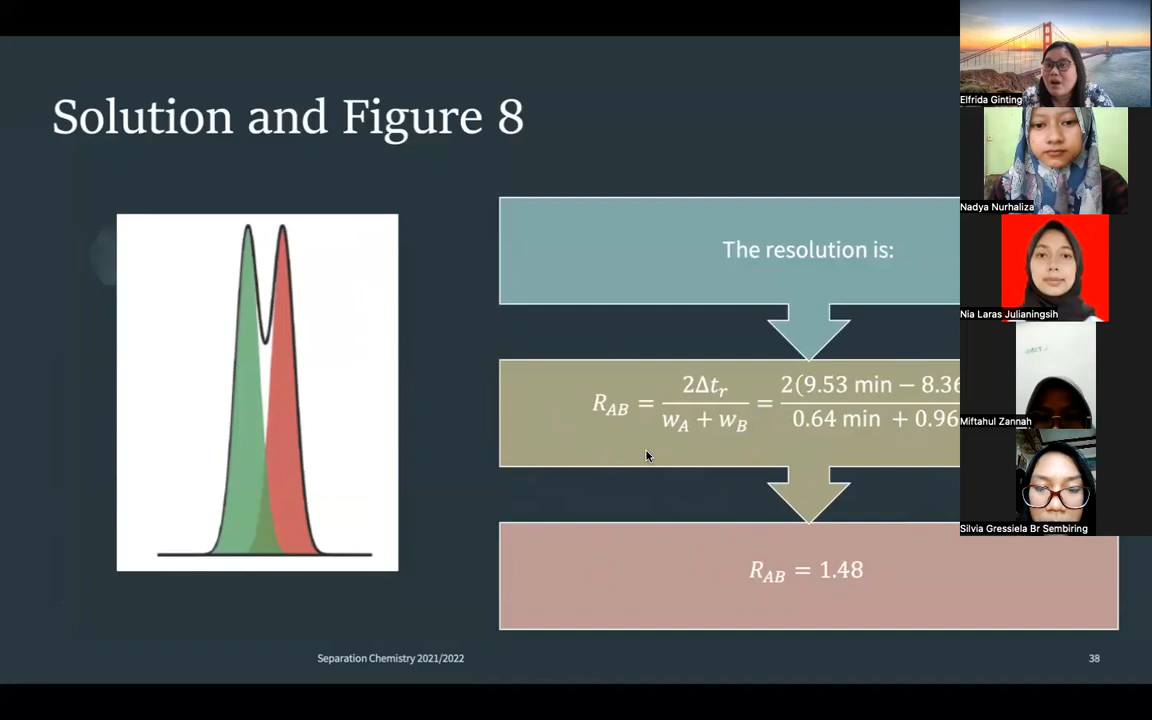 Solution and Figure 8
The resolution is:
R_AB = 2Δt_r / (w_A + w_B) = 2(9.53 min − 8.36 / 0.64 min + 0.96
R_AB = 1.48
Separation Chemistry 2021/2022
38
Elfrida Ginting
Nadya Nurhaliza
Nia Laras Julianingsih
Miftahul Zannah
Silvia Gressiela Br Sembiring